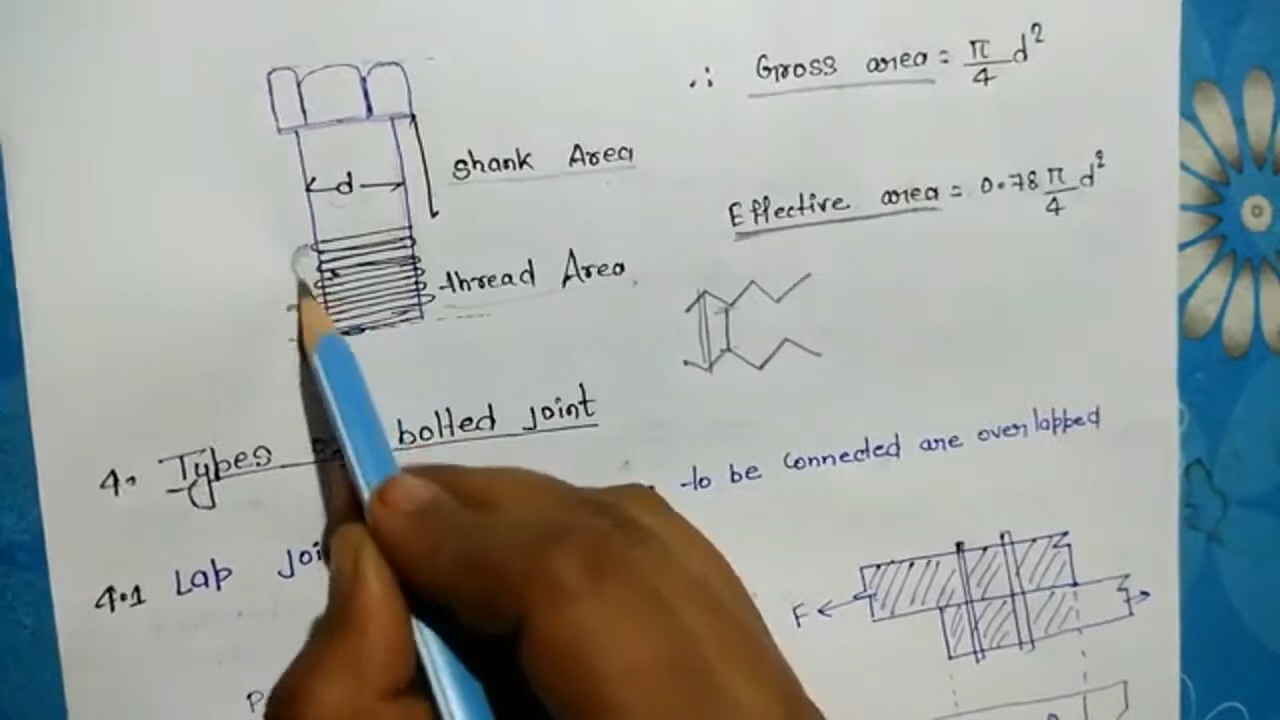 ∴ Gross area = π/4 d²
Shank Area
d
Effective area = 0.78 π/4 d²
thread Area
4. Types bolted joint
to be connected are overlapped
4.1 Lap
F